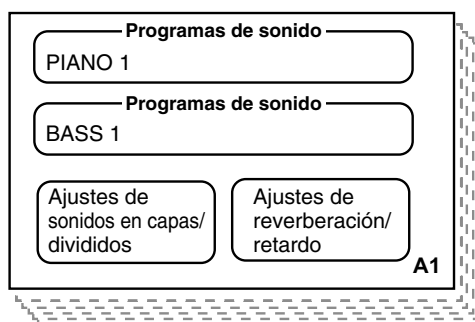 Programas de sonido
PIANO 1
Programas de sonido
BASS 1
Ajustes de
sonidos en capas/
divididos
Ajustes de
reverberación/
retardo
A1